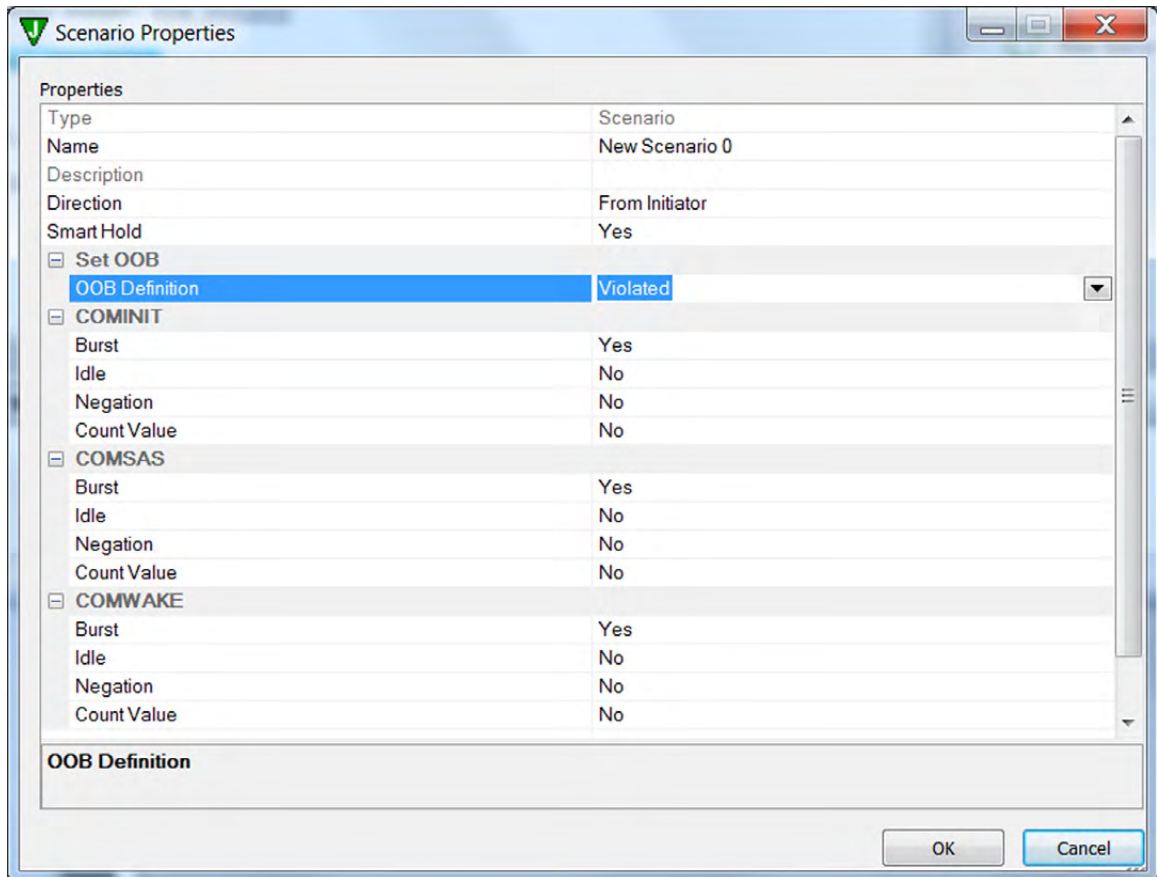 Scenario Properties
Properties
Type Scenario
Name New Scenario 0
Description
Direction From Initiator
Smart Hold Yes
Set OOB
OOB Definition Violated
COMINIT
Burst Yes
Idle No
Negation No
Count Value No
COMSAS
Burst Yes
Idle No
Negation No
Count Value No
COMWAKE
Burst Yes
Idle No
Negation No
Count Value No
OOB Definition
OK Cancel